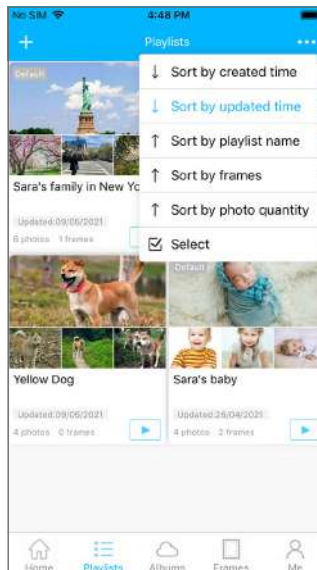 No SIM 4:48 PM
Playlists
Default
↓ Sort by created time
↓ Sort by updated time
↑ Sort by playlist name
↑ Sort by frames
↑ Sort by photo quantity
Select
Sara's family in New Yo
Updated:09/06/2021
6 photos 1 frames
Default
Yellow Dog
Sara's baby
Updated:09/06/2021
Updated:26/04/2021
4 photos 0 frames
4 photos 2 frames
Home Playlists Albums Frames Me